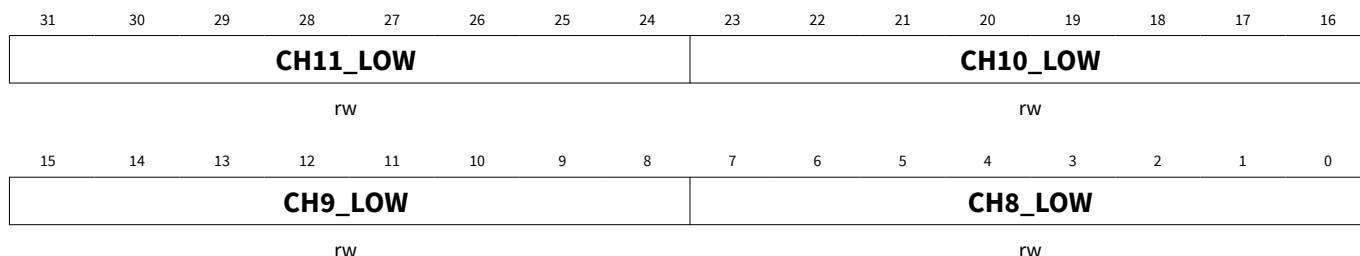 31 30 29 28 27 26 25 24 23 22 21 20 19 18 17 16
CH11_LOW CH10_LOW
rw rw
15 14 13 12 11 10 9 8 7 6 5 4 3 2 1 0
CH9_LOW CH8_LOW
rw rw